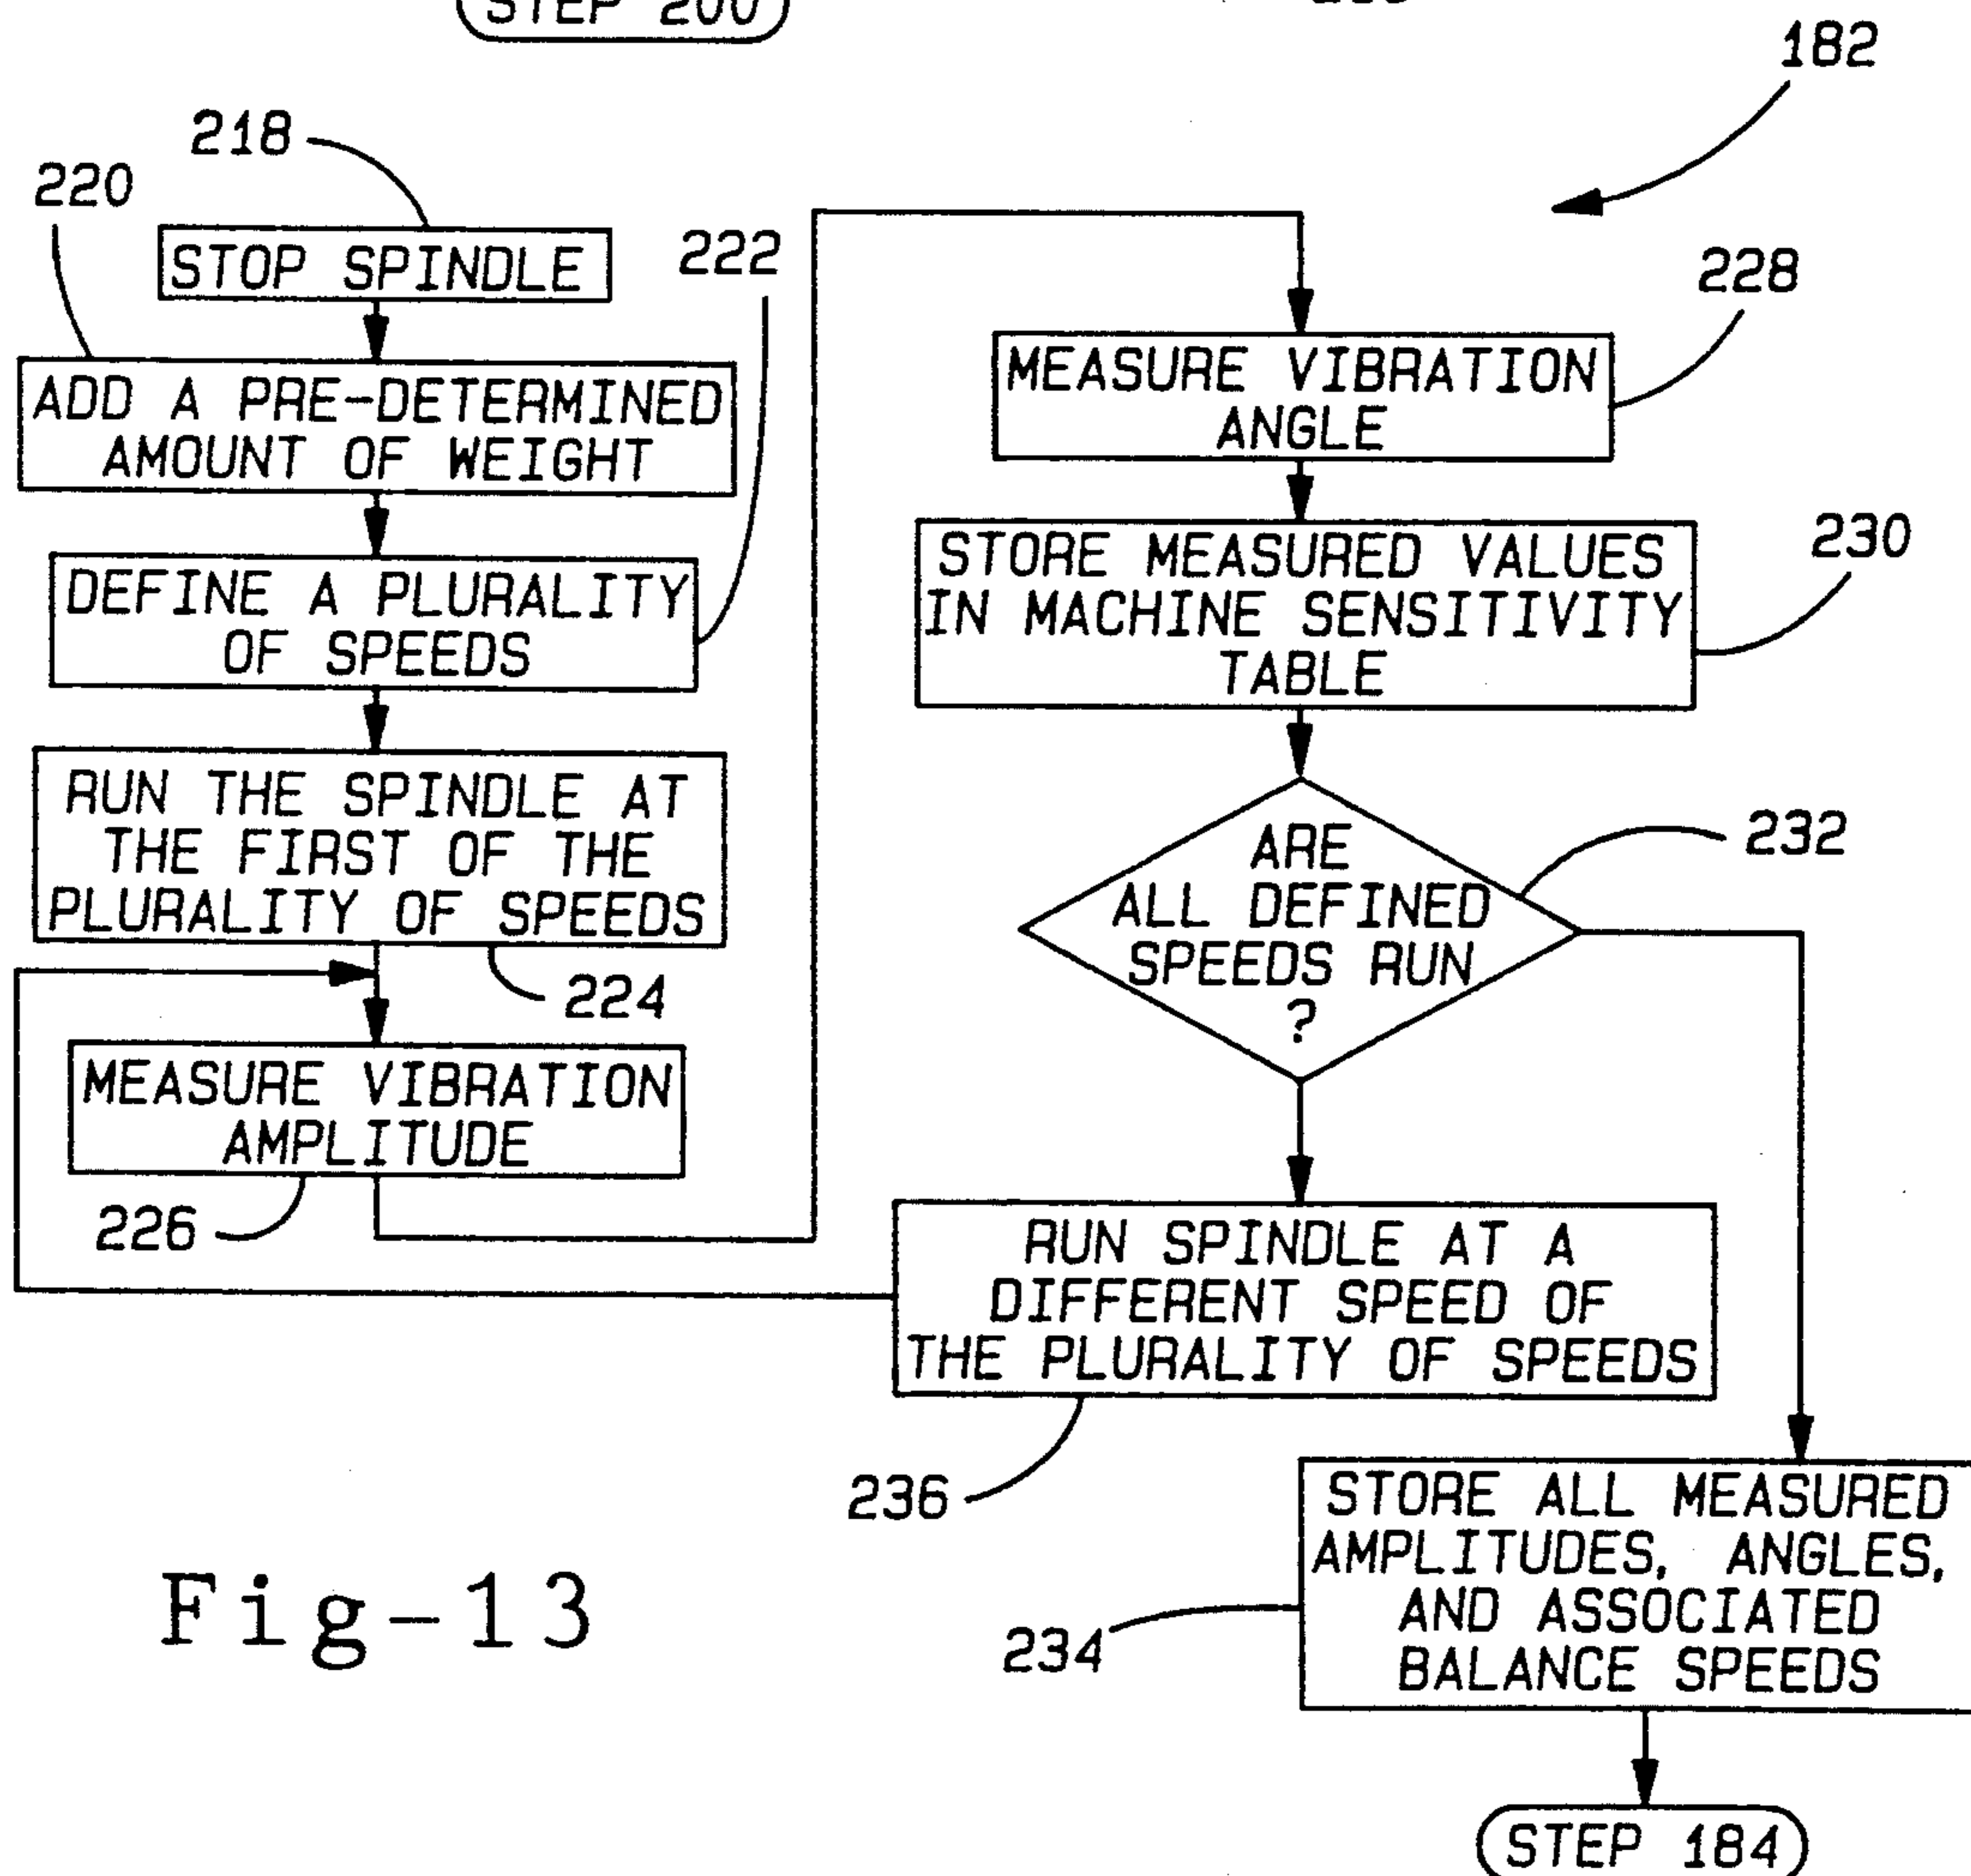 STEP 200
182
218
220
STOP SPINDLE
222
ADD A PRE-DETERMINED
AMOUNT OF WEIGHT
DEFINE A PLURALITY
OF SPEEDS
RUN THE SPINDLE AT
THE FIRST OF THE
PLURALITY OF SPEEDS
224
MEASURE VIBRATION
AMPLITUDE
226
228
MEASURE VIBRATION
ANGLE
230
STORE MEASURED VALUES
IN MACHINE SENSITIVITY
TABLE
232
ARE
ALL DEFINED
SPEEDS RUN
?
RUN SPINDLE AT A
DIFFERENT SPEED OF
THE PLURALITY OF SPEEDS
236
STORE ALL MEASURED
AMPLITUDES, ANGLES,
AND ASSOCIATED
BALANCE SPEEDS
234
STEP 184
Fig-13